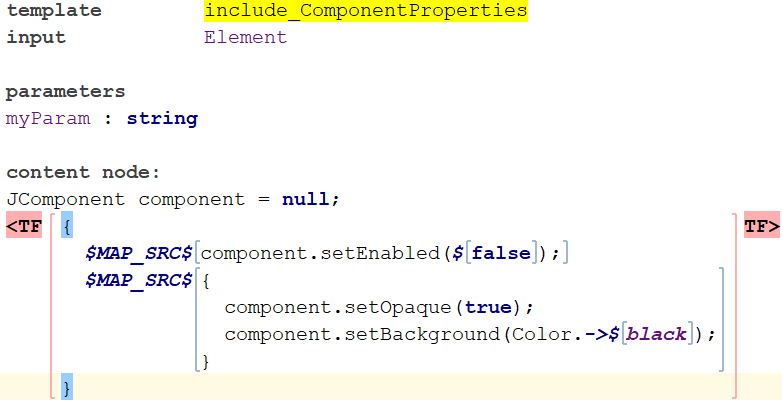 template include_ComponentProperties
input Element
parameters
myParam : string
content node:
JComponent component = null;
<TF [ { TF>
$MAP_SRC$[component.setEnabled($[false]);]
$MAP_SRC$[{
component.setOpaque(true);
component.setBackground(Color.->$[black]);
}]
} ]